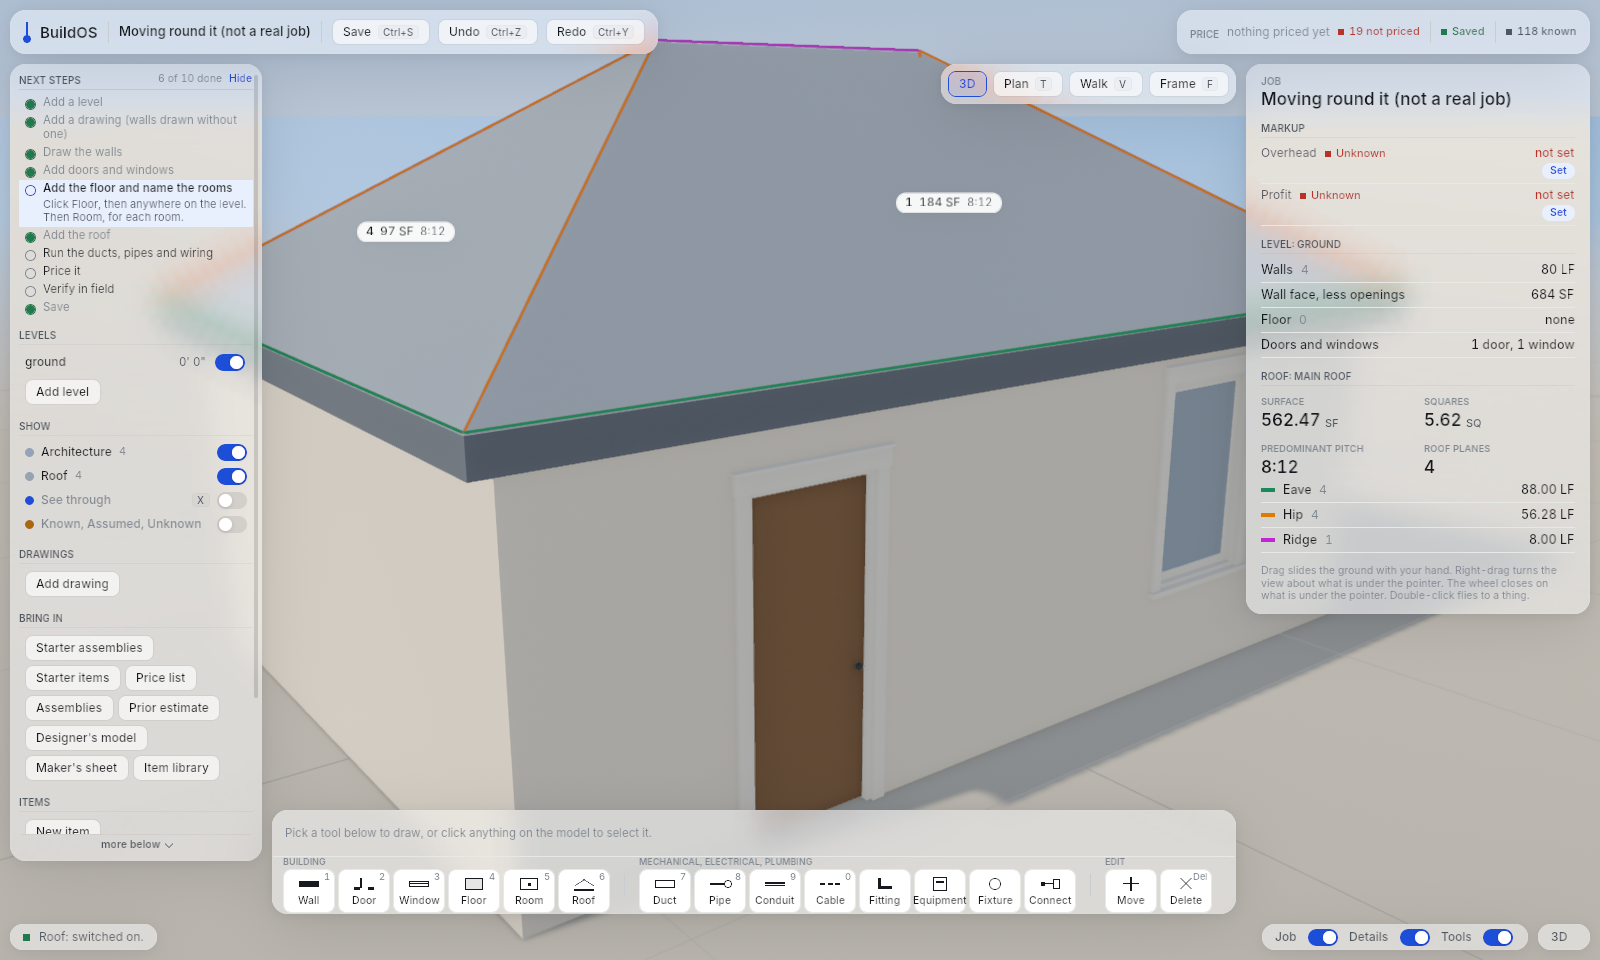 BuildOS
Moving round it (not a real job)
Save Ctrl+S
Undo Ctrl+Z
Redo Ctrl+Y
PRICE nothing priced yet 19 not priced Saved 118 known
NEXT STEPS 6 of 10 done Hide
Add a level
Add a drawing (walls drawn without
one)
Draw the walls
Add doors and windows
Add the floor and name the rooms
Click Floor, then anywhere on the level.
Then Room, for each room.
Add the roof
Run the ducts, pipes and wiring
Price it
Verify in field
Save
LEVELS
ground 0' 0"
Add level
SHOW
Architecture 4
Roof 4
See through X
Known, Assumed, Unknown
DRAWINGS
Add drawing
BRING IN
Starter assemblies
Starter items Price list
Assemblies Prior estimate
Designer's model
Maker's sheet Item library
ITEMS
New item
more below
Roof: switched on.
3D Plan T Walk V Frame F
4 97 SF 8:12
1 184 SF 8:12
JOB
Moving round it (not a real job)
MARKUP
Overhead Unknown not set
Set
Profit Unknown not set
Set
LEVEL: GROUND
Walls 4 80 LF
Wall face, less openings 684 SF
Floor 0 none
Doors and windows 1 door, 1 window
ROOF: MAIN ROOF
SURFACE SQUARES
562.47 SF 5.62 SQ
PREDOMINANT PITCH ROOF PLANES
8:12 4
Eave 4 88.00 LF
Hip 4 56.28 LF
Ridge 1 8.00 LF
Drag slides the ground with your hand. Right-drag turns the
view about what is under the pointer. The wheel closes on
what is under the pointer. Double-click flies to a thing.
Pick a tool below to draw, or click anything on the model to select it.
BUILDING MECHANICAL, ELECTRICAL, PLUMBING EDIT
1 2 3 4 5 6 7 8 9 0 Del
Wall Door Window Floor Room Roof Duct Pipe Conduit Cable Fitting Equipment Fixture Connect Move Delete
Job Details Tools 3D